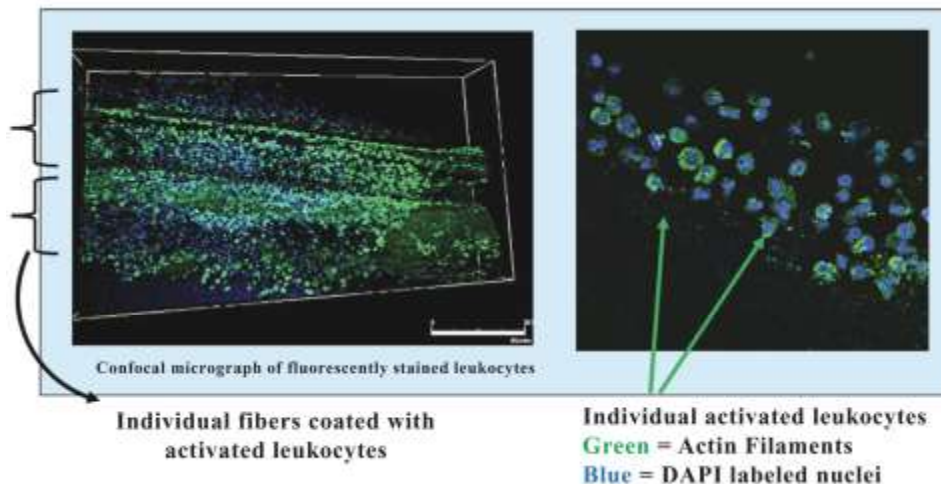 Confocal micrograph of fluorescently stained leukocytes
Individual fibers coated with
activated leukocytes
Individual activated leukocytes
Green = Actin Filaments
Blue = DAPI labeled nuclei